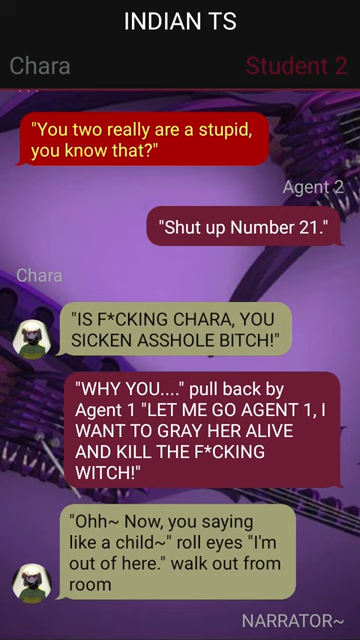 INDIAN TS
Chara
Student 2
"You two really are a stupid,
you know that?"
Agent 2
"Shut up Number 21."
Chara
"IS F*CKING CHARA, YOU
SICKEN ASSHOLE BITCH!"
"WHY YOU...." pull back by
Agent 1 "LET ME GO AGENT 1, I
WANT TO GRAY HER ALIVE
AND KILL THE F*CKING
WITCH!"
"Ohh~ Now, you saying
like a child~" roll eyes "I'm
out of here." walk out from
room
NARRATOR~